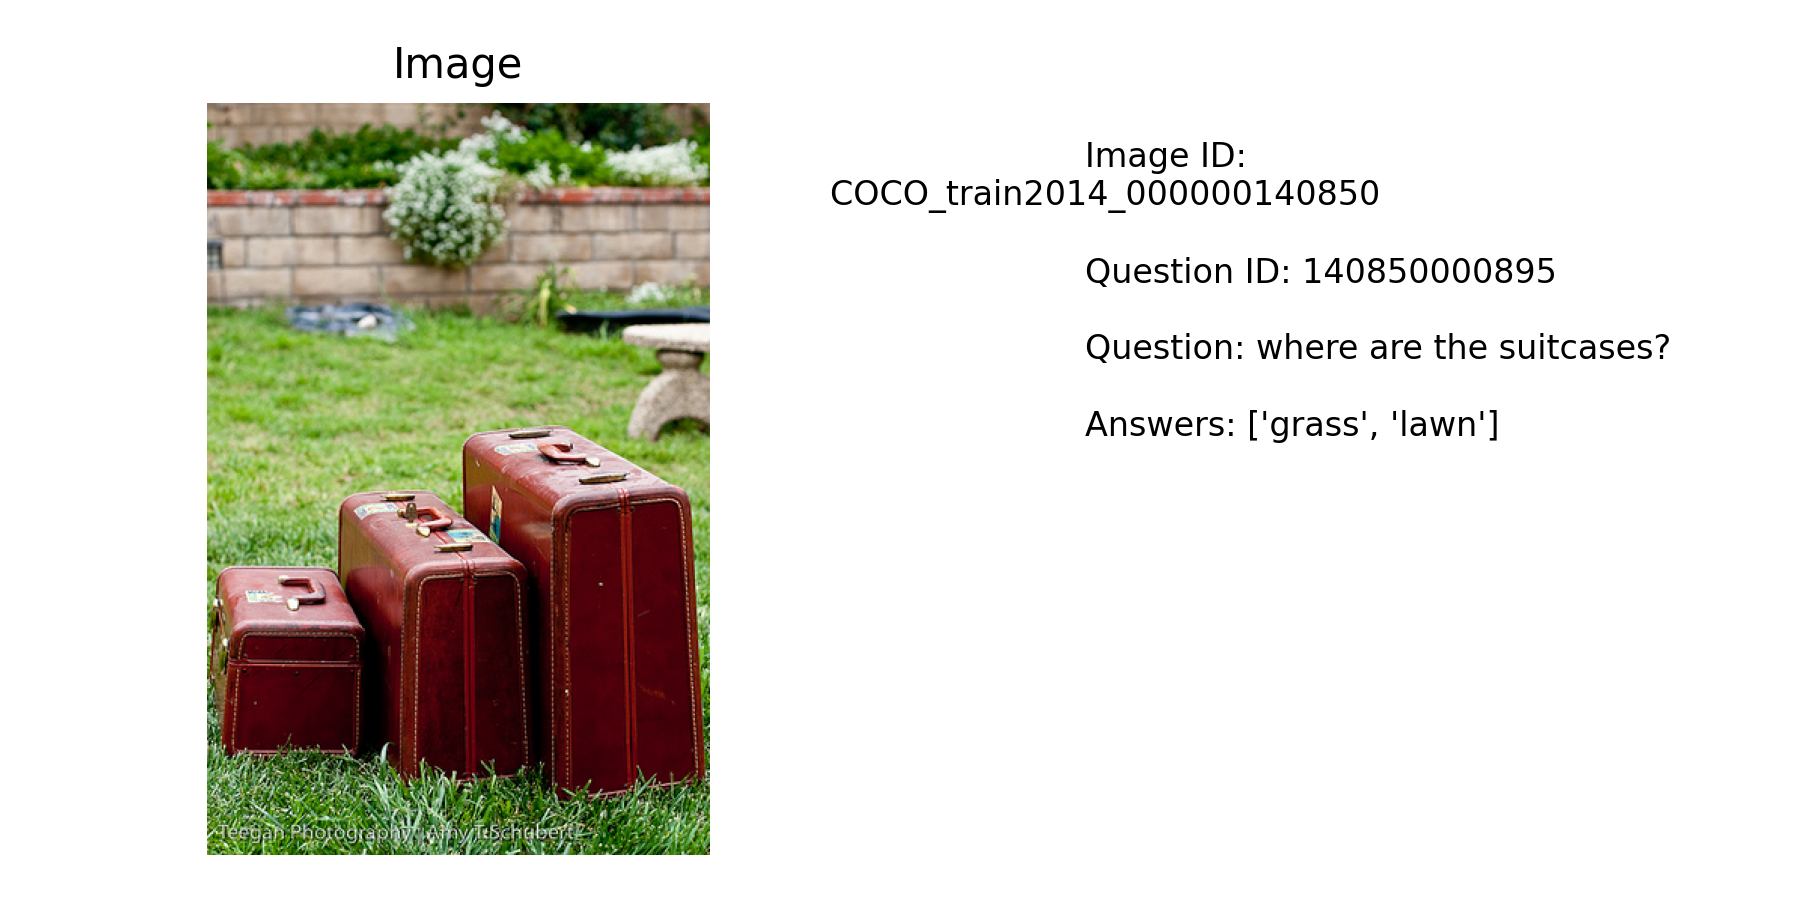 Image
Image ID:
COCO_train2014_000000140850
Question ID: 140850000895
Question: where are the suitcases?
Answers: ['grass', 'lawn']
Teegan Photography Amy T Schubert